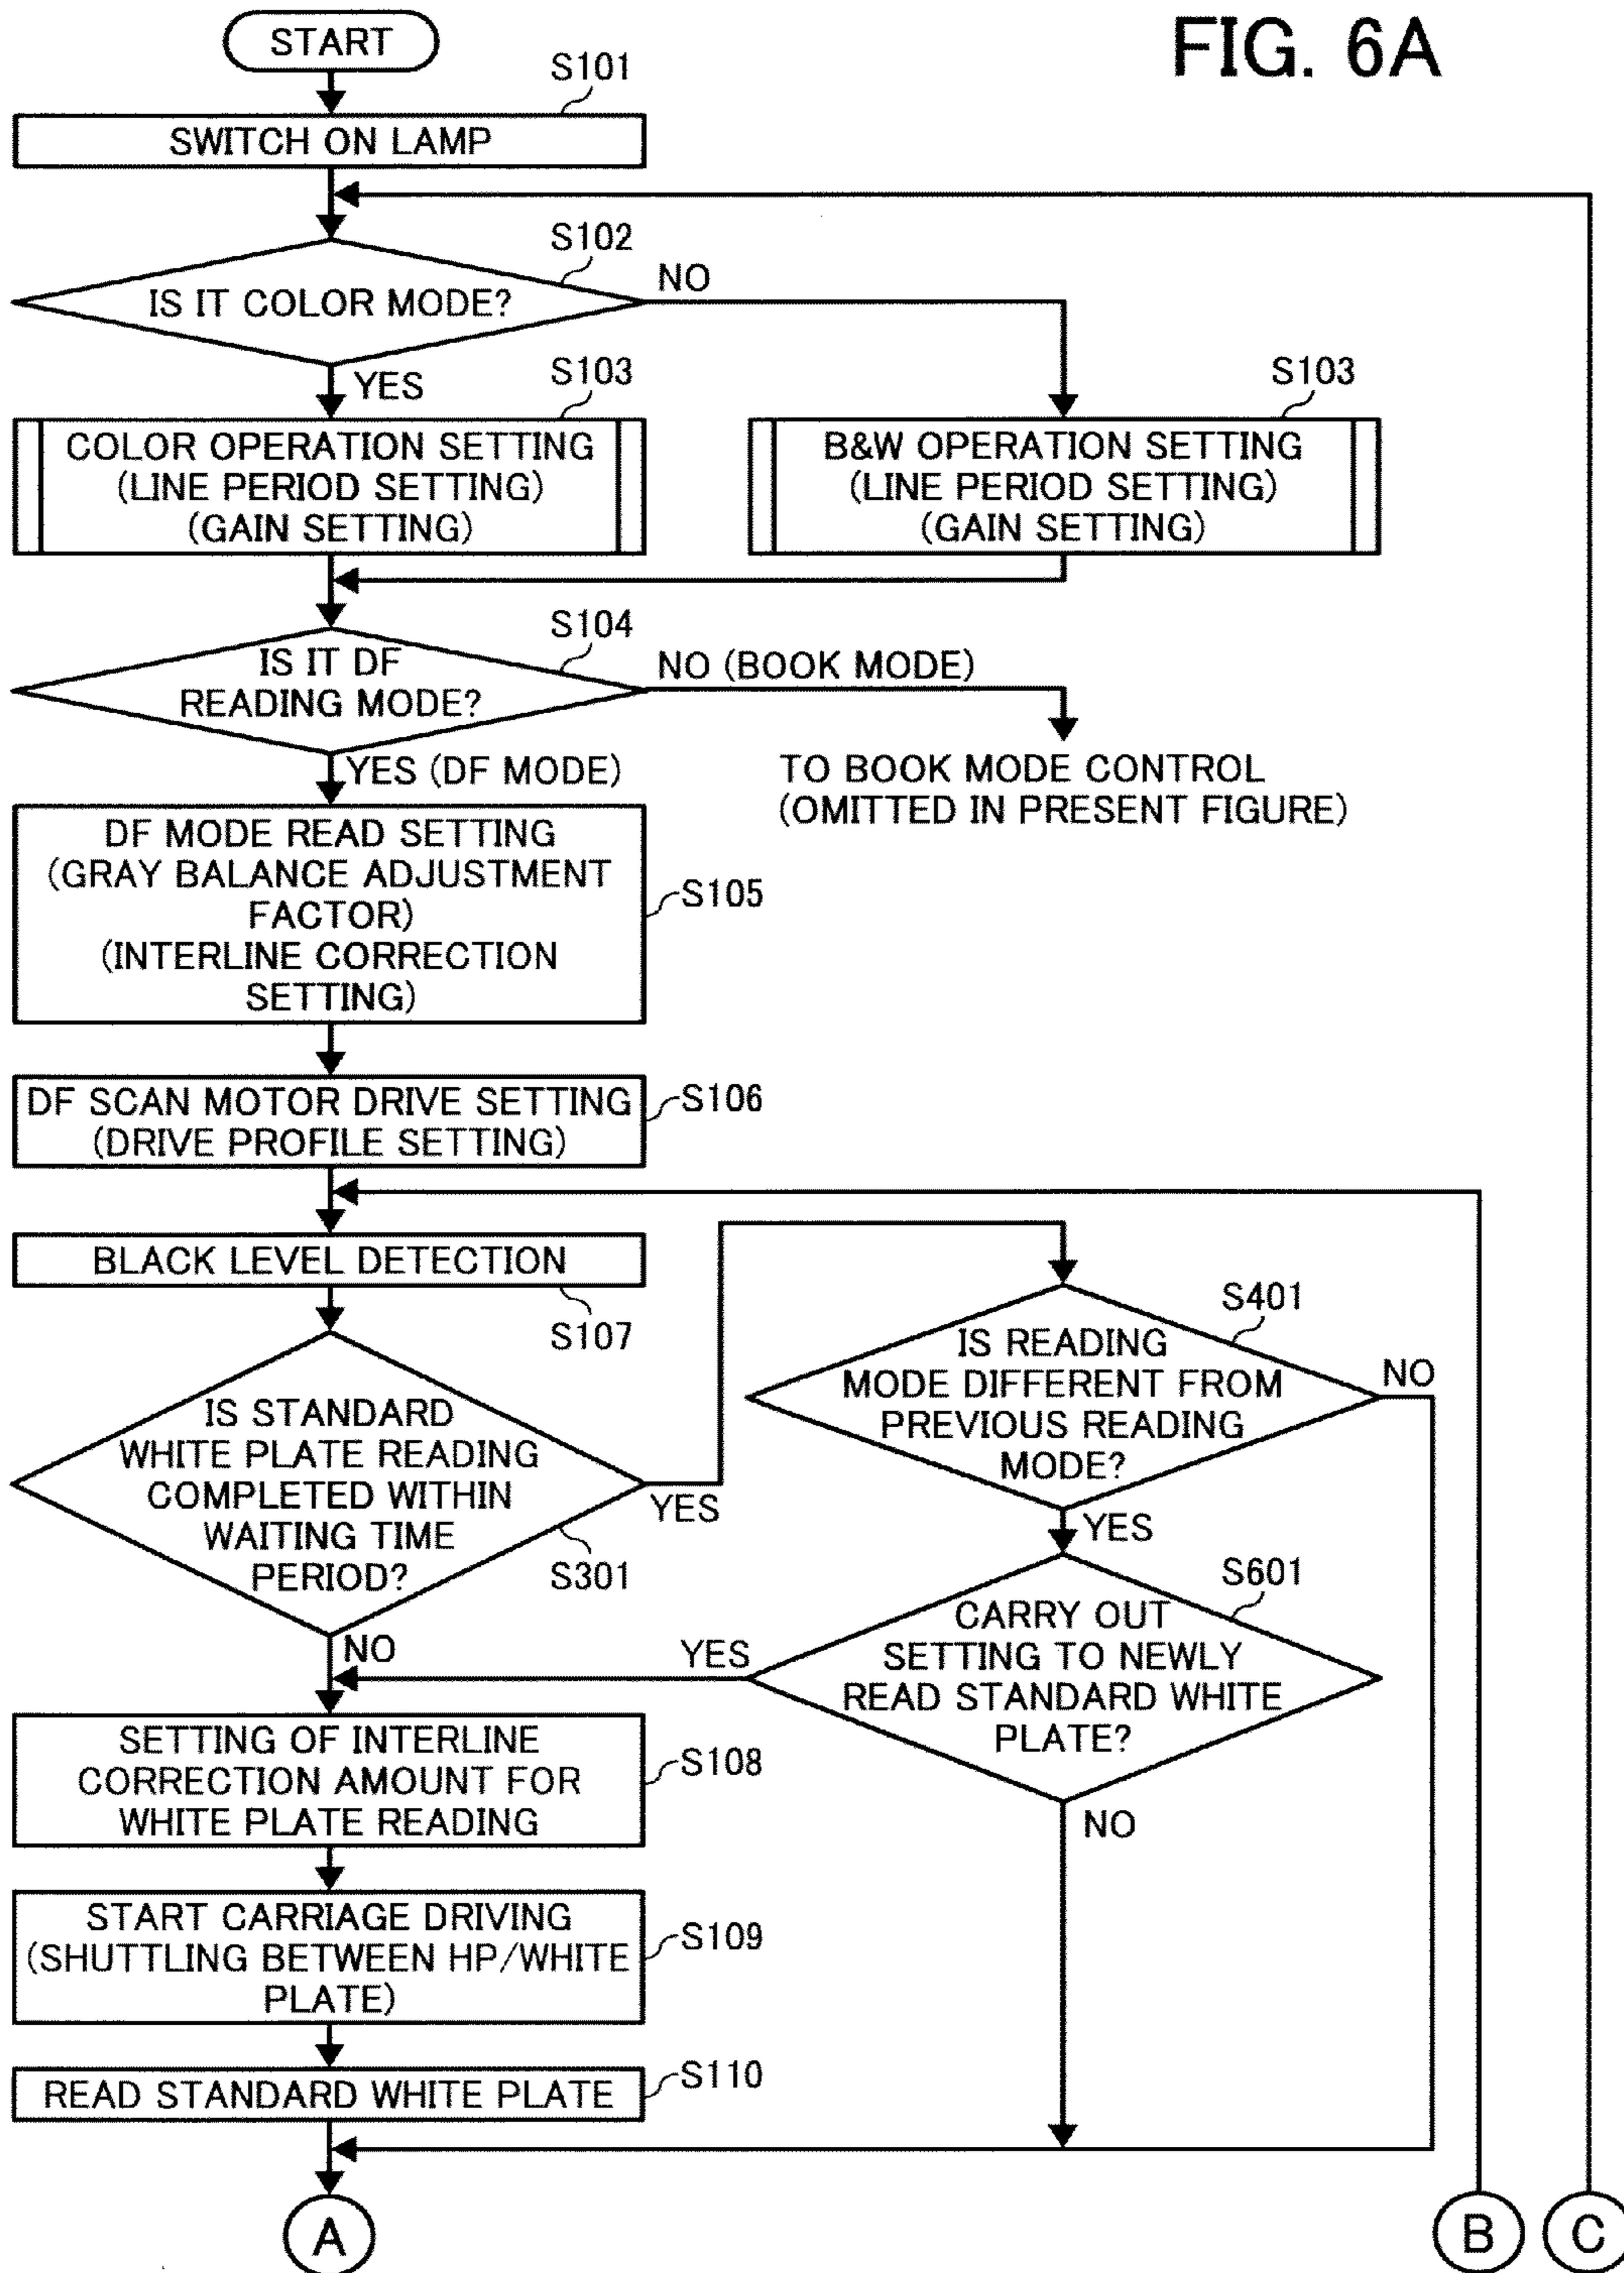 FIG. 6A
START
S101
SWITCH ON LAMP
S102
IS IT COLOR MODE?
NO
YES
S103
COLOR OPERATION SETTING
(LINE PERIOD SETTING)
(GAIN SETTING)
S103
B&W OPERATION SETTING
(LINE PERIOD SETTING)
(GAIN SETTING)
S104
IS IT DF
READING MODE?
NO (BOOK MODE)
YES (DF MODE)
TO BOOK MODE CONTROL
(OMITTED IN PRESENT FIGURE)
DF MODE READ SETTING
(GRAY BALANCE ADJUSTMENT
FACTOR)
(INTERLINE CORRECTION
SETTING)
S105
DF SCAN MOTOR DRIVE SETTING
(DRIVE PROFILE SETTING)
S106
BLACK LEVEL DETECTION
S107
IS STANDARD
WHITE PLATE READING
COMPLETED WITHIN
WAITING TIME
PERIOD?
YES
S301
NO
S401
IS READING
MODE DIFFERENT FROM
PREVIOUS READING
MODE?
NO
YES
S601
CARRY OUT
SETTING TO NEWLY
READ STANDARD WHITE
PLATE?
YES
NO
SETTING OF INTERLINE
CORRECTION AMOUNT FOR
WHITE PLATE READING
S108
START CARRIAGE DRIVING
(SHUTTLING BETWEEN HP/WHITE
PLATE)
S109
READ STANDARD WHITE PLATE
S110
A
B
C